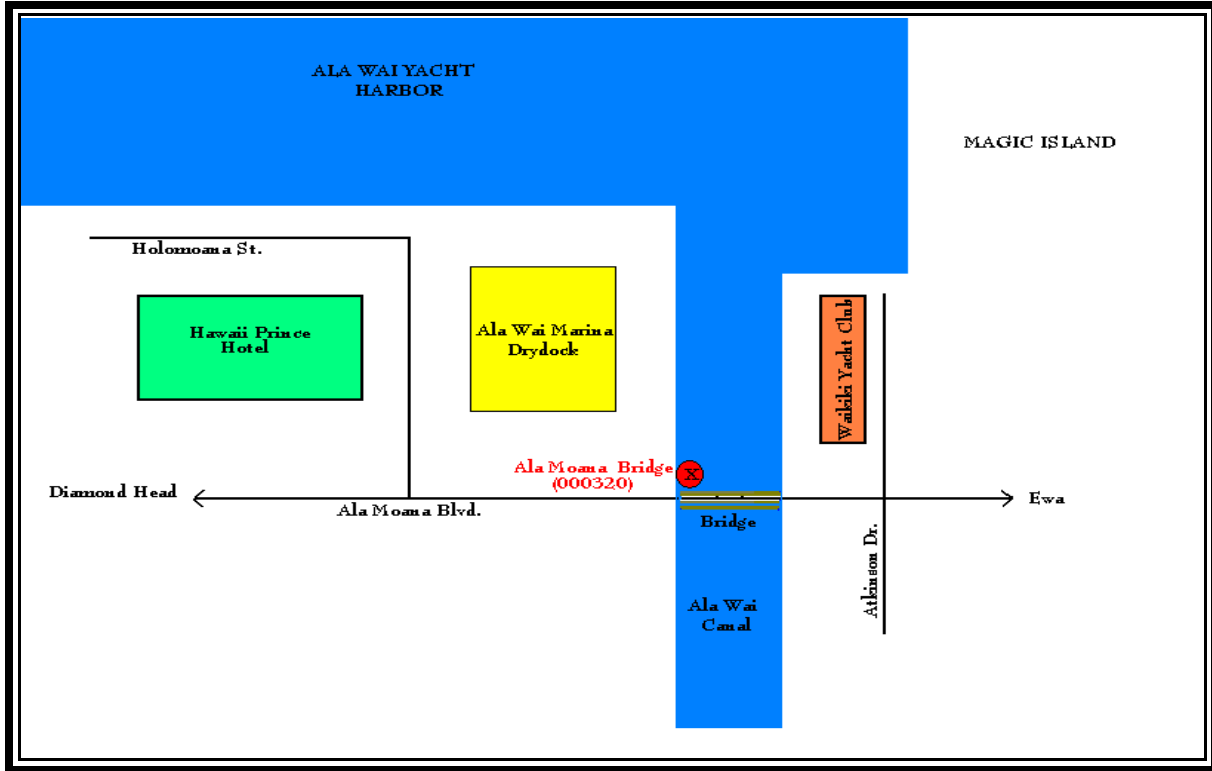 ALA WAI YACHT
HARBOR
MAGIC ISLAND
Holomoana St.
Hawaii Prince
Hotel
Ala Wai Marina
Drydock
Waikiki Yacht Club
Ala Moana Bridge
(000320)
X
Diamond Head
Ala Moana Blvd.
Bridge
Ewa
Atkinson Dr.
Ala Wai
Canal